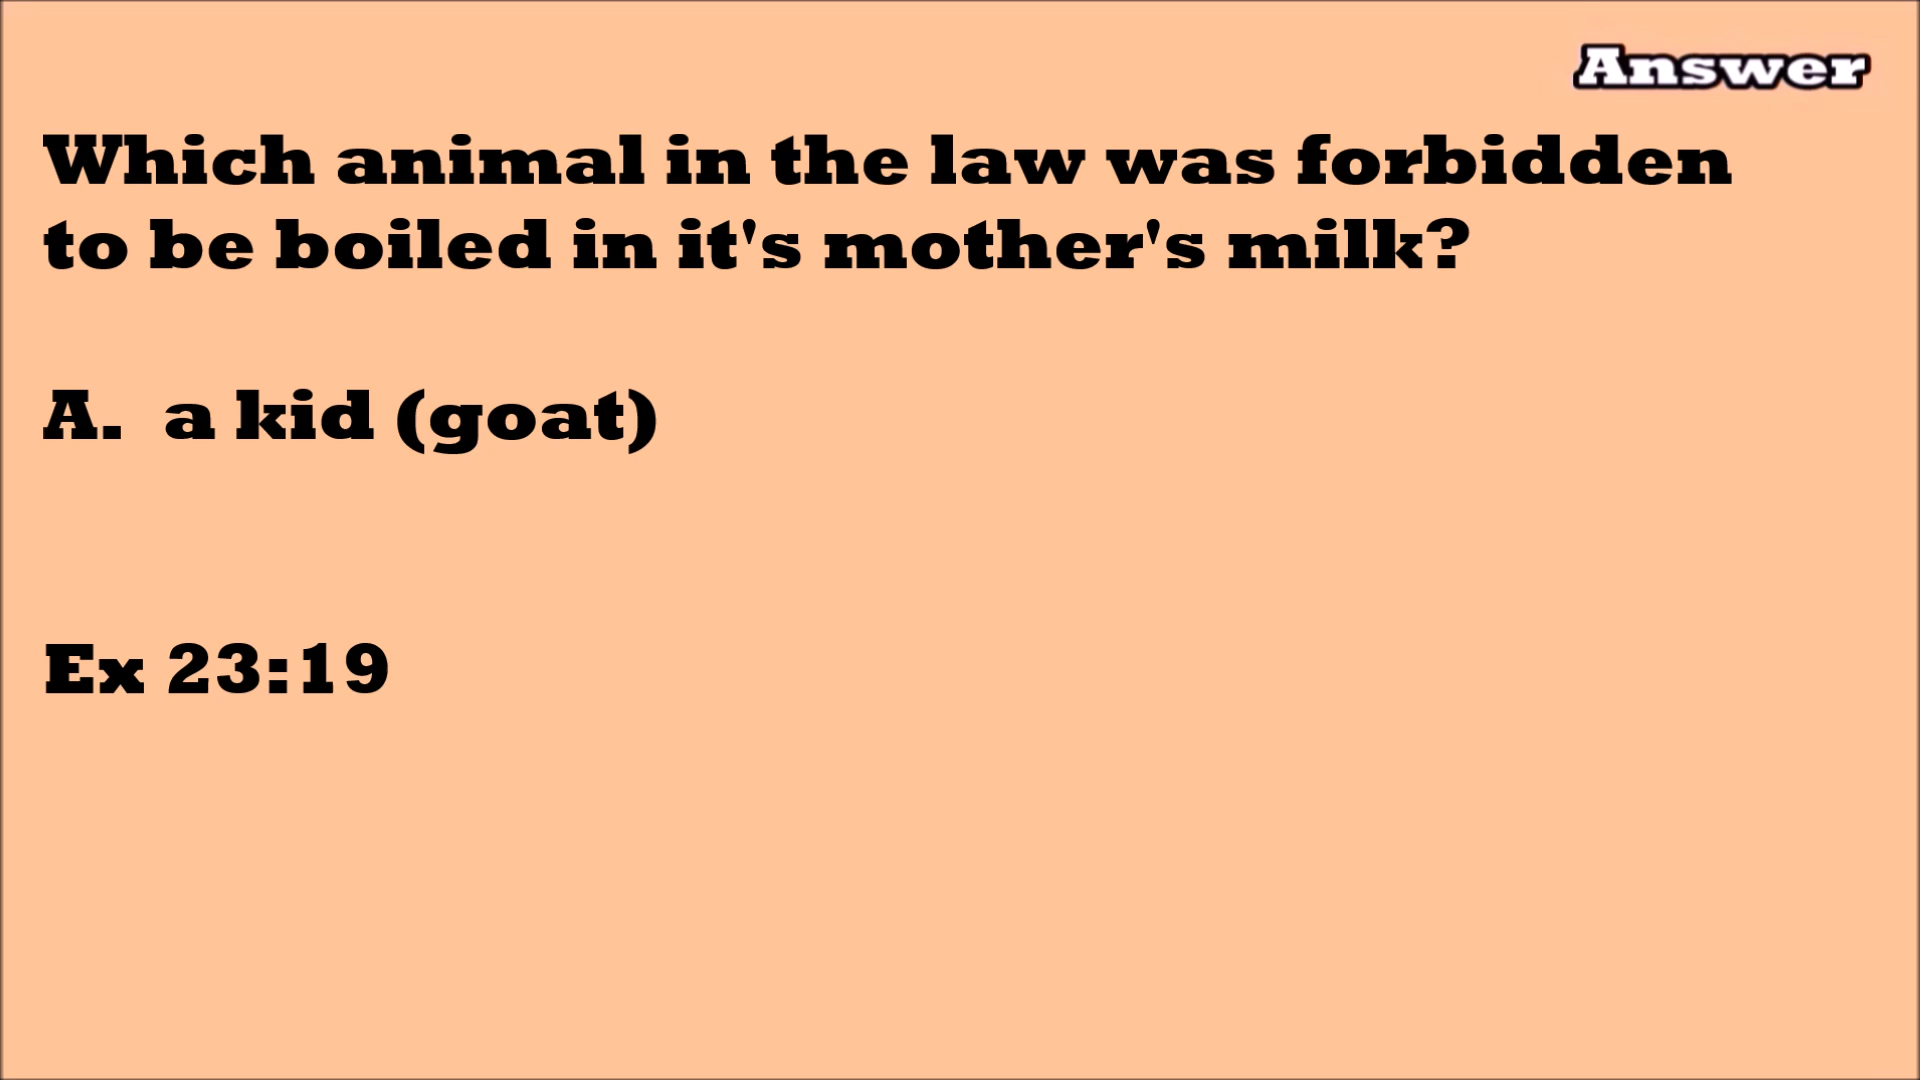 Answer
Which animal in the law was forbidden
to be boiled in it's mother's milk?
A. a kid (goat)
Ex 23:19